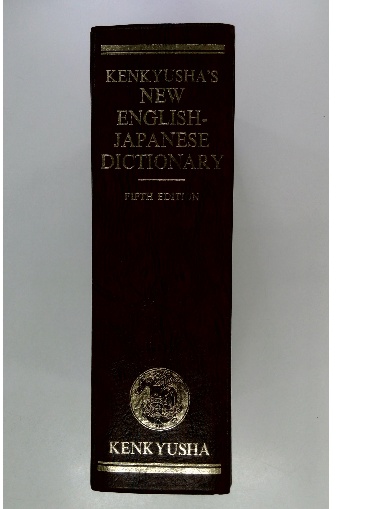 KENKYUSHA'S
NEW
ENGLISH-
JAPANESE
DICTIONARY
FIFTH EDITION
KENKYUSHA